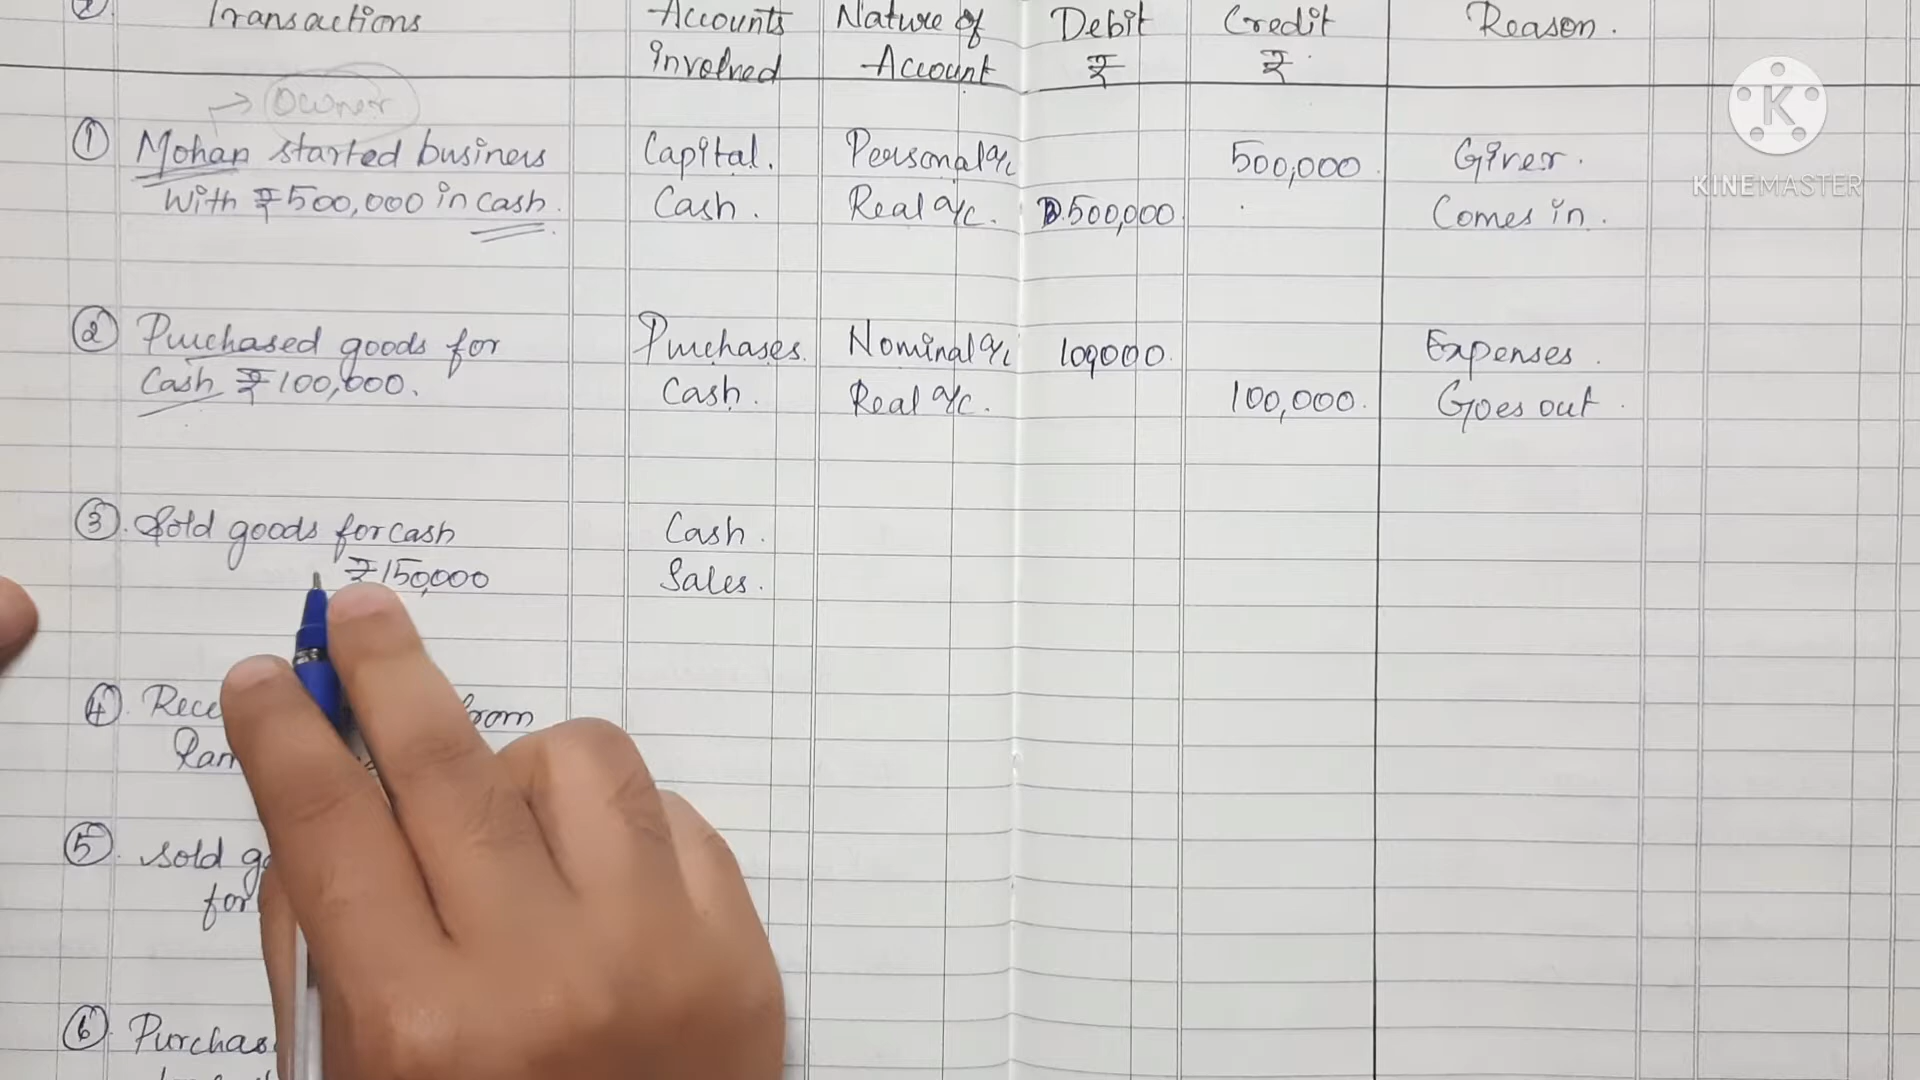 Transactions
Accounts
Involved
Nature of
Account
Debit
₹
Credit
₹
Reason.
→ Owner
① Mohan started business
With ₹500,000 in cash.
Capital.
Personal a/c
500,000
Giver.
Cash.
Real a/c.
500,000
Comes in.
② Purchased goods for
Cash ₹100,000.
Purchases.
Nominal a/c
100,000.
Expenses.
Cash.
Real a/c.
100,000.
Goes out
③. Sold goods for cash
₹150,000
Cash.
Sales.
④.
⑤. Sold
for
⑥.
K
KINEMASTER